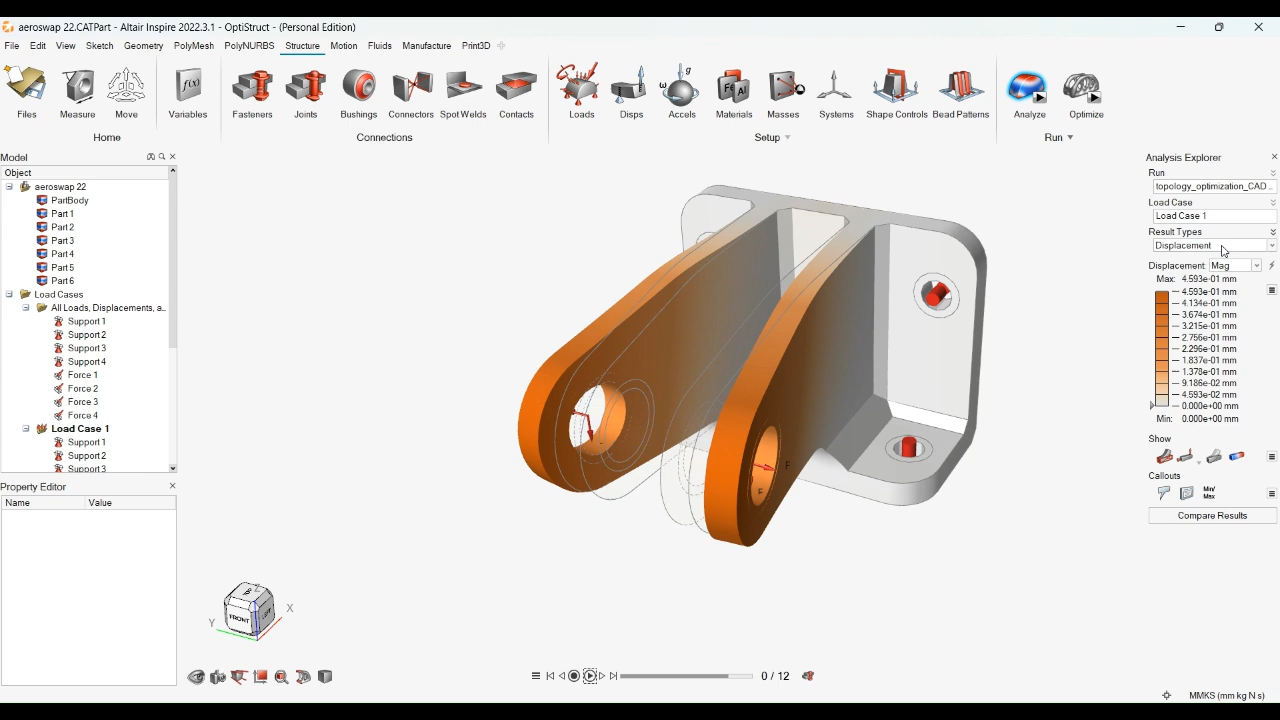 aeroswap 22.CATPart - Altair Inspire 2022.3.1 - OptiStruct - (Personal Edition)
File Edit View Sketch Geometry PolyMesh PolyNURBS Structure Motion Fluids Manufacture Print3D
Files Measure Move Variables Fasteners Joints Bushings Connectors Spot Welds Contacts Loads Disps Accels Materials Masses Systems Shape Controls Bead Patterns Analyze Optimize
Home Connections Setup Run
Model
Object
aeroswap 22
PartBody
Part 1
Part 2
Part 3
Part 4
Part 5
Part 6
Load Cases
All Loads, Displacements, a...
Support 1
Support 2
Support 3
Support 4
Force 1
Force 2
Force 3
Force 4
Load Case 1
Support 1
Support 2
Support 3
Property Editor
Name Value
F
F
FRONT
LEFT
Y
X
Z
0 / 12
Analysis Explorer
Run
topology_optimization_CAD ...
Load Case
Load Case 1
Result Types
Displacement
Displacement Mag
Max: 4.593e-01 mm
4.593e-01 mm
4.134e-01 mm
3.674e-01 mm
3.215e-01 mm
2.756e-01 mm
2.296e-01 mm
1.837e-01 mm
1.378e-01 mm
9.186e-02 mm
4.593e-02 mm
0.000e+00 mm
Min: 0.000e+00 mm
Show
Callouts
Min/
Max
Compare Results
MMKS (mm kg N s)